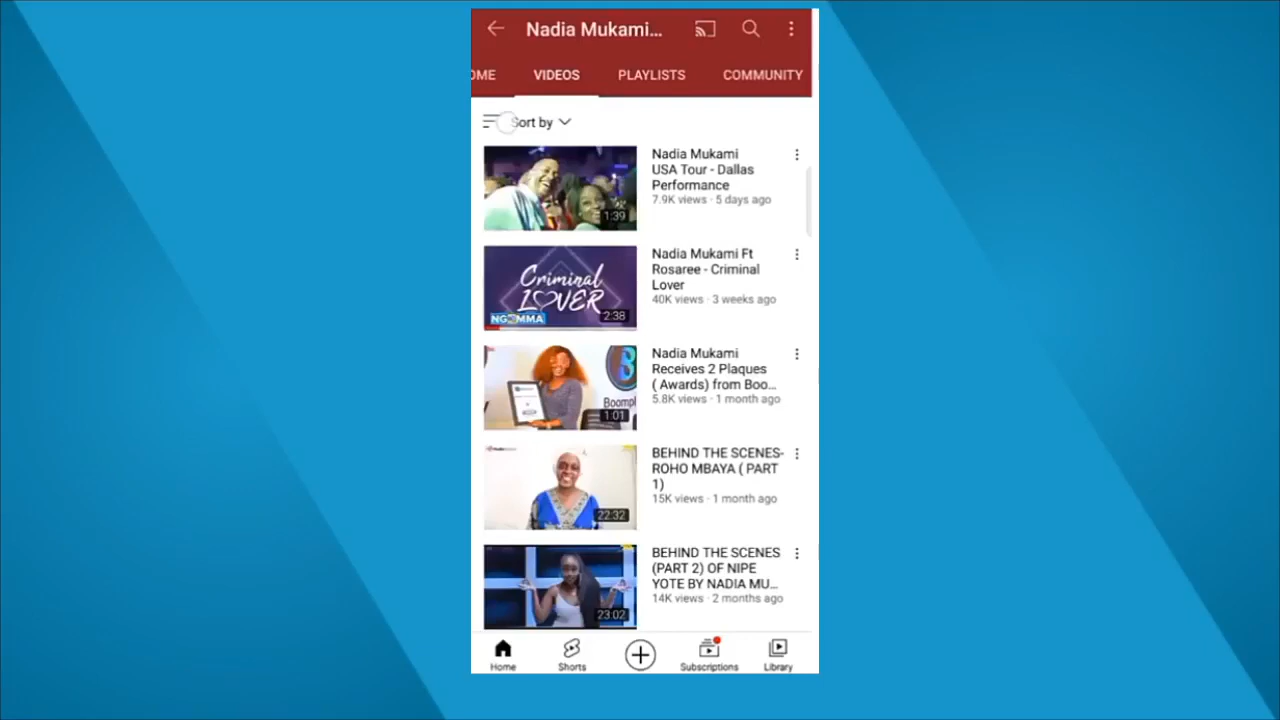 Nadia Mukami...
OME VIDEOS PLAYLISTS COMMUNITY
Sort by
Nadia Mukami
USA Tour - Dallas
Performance
7.9K views · 5 days ago
1:39
Nadia Mukami Ft
Rosaree - Criminal
Lover
40K views · 3 weeks ago
Criminal
LOVER
NGOMMA
2:38
Nadia Mukami
Receives 2 Plaques
( Awards) from Boo...
5.8K views · 1 month ago
Boompl
1:01
BEHIND THE SCENES-
ROHO MBAYA ( PART
1)
15K views · 1 month ago
22:32
BEHIND THE SCENES
(PART 2) OF NIPE
YOTE BY NADIA MU...
14K views · 2 months ago
23:02
Home Shorts Subscriptions Library